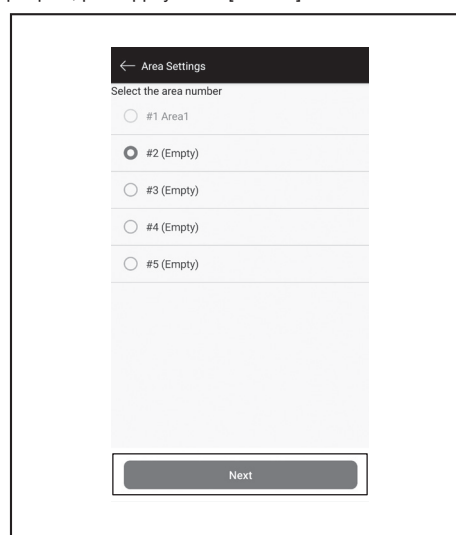 Area Settings
Select the area number
#1 Area1
#2 (Empty)
#3 (Empty)
#4 (Empty)
#5 (Empty)
Next